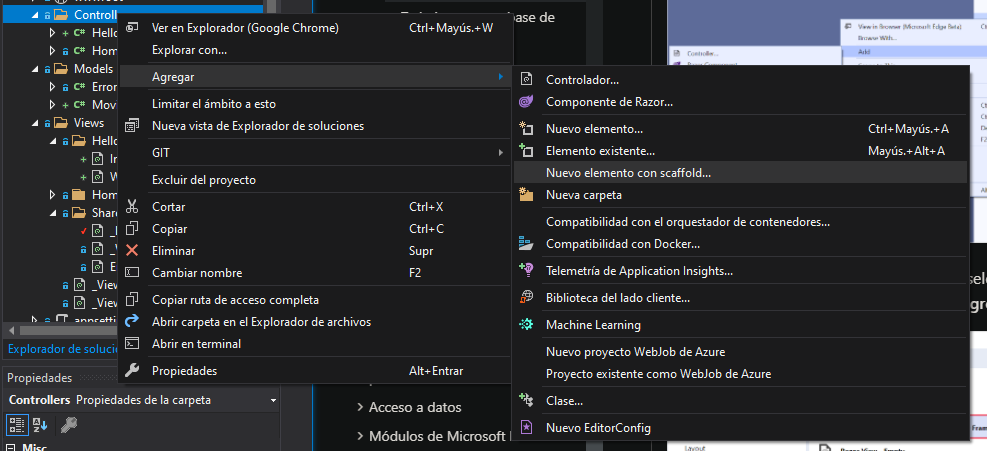 Controll
Hello
Hom
Models
Error
Mov
Views
Hello
In
W
Hom
Share
E
_View
_View
appsetti
Explorador de soluci
Propiedades
Controllers Propiedades de la carpeta
Misc
Ver en Explorador (Google Chrome) Ctrl+Mayús.+W
Explorar con...
Agregar
Limitar el ámbito a esto
Nueva vista de Explorador de soluciones
GIT
Excluir del proyecto
Cortar Ctrl+X
Copiar Ctrl+C
Eliminar Supr
Cambiar nombre F2
Copiar ruta de acceso completa
Abrir carpeta en el Explorador de archivos
Abrir en terminal
Propiedades Alt+Entrar
base de
Acceso a datos
Módulos de Microsoft
Controlador...
Componente de Razor...
Nuevo elemento... Ctrl+Mayús.+A
Elemento existente... Mayús.+Alt+A
Nuevo elemento con scaffold...
Nueva carpeta
Compatibilidad con el orquestador de contenedores...
Compatibilidad con Docker...
Telemetría de Application Insights...
Biblioteca del lado cliente...
Machine Learning
Nuevo proyecto WebJob de Azure
Proyecto existente como WebJob de Azure
Clase...
Nuevo EditorConfig
View in Browser (Microsoft Edge Beta)
Browse With...
Add
Controller...
Layout